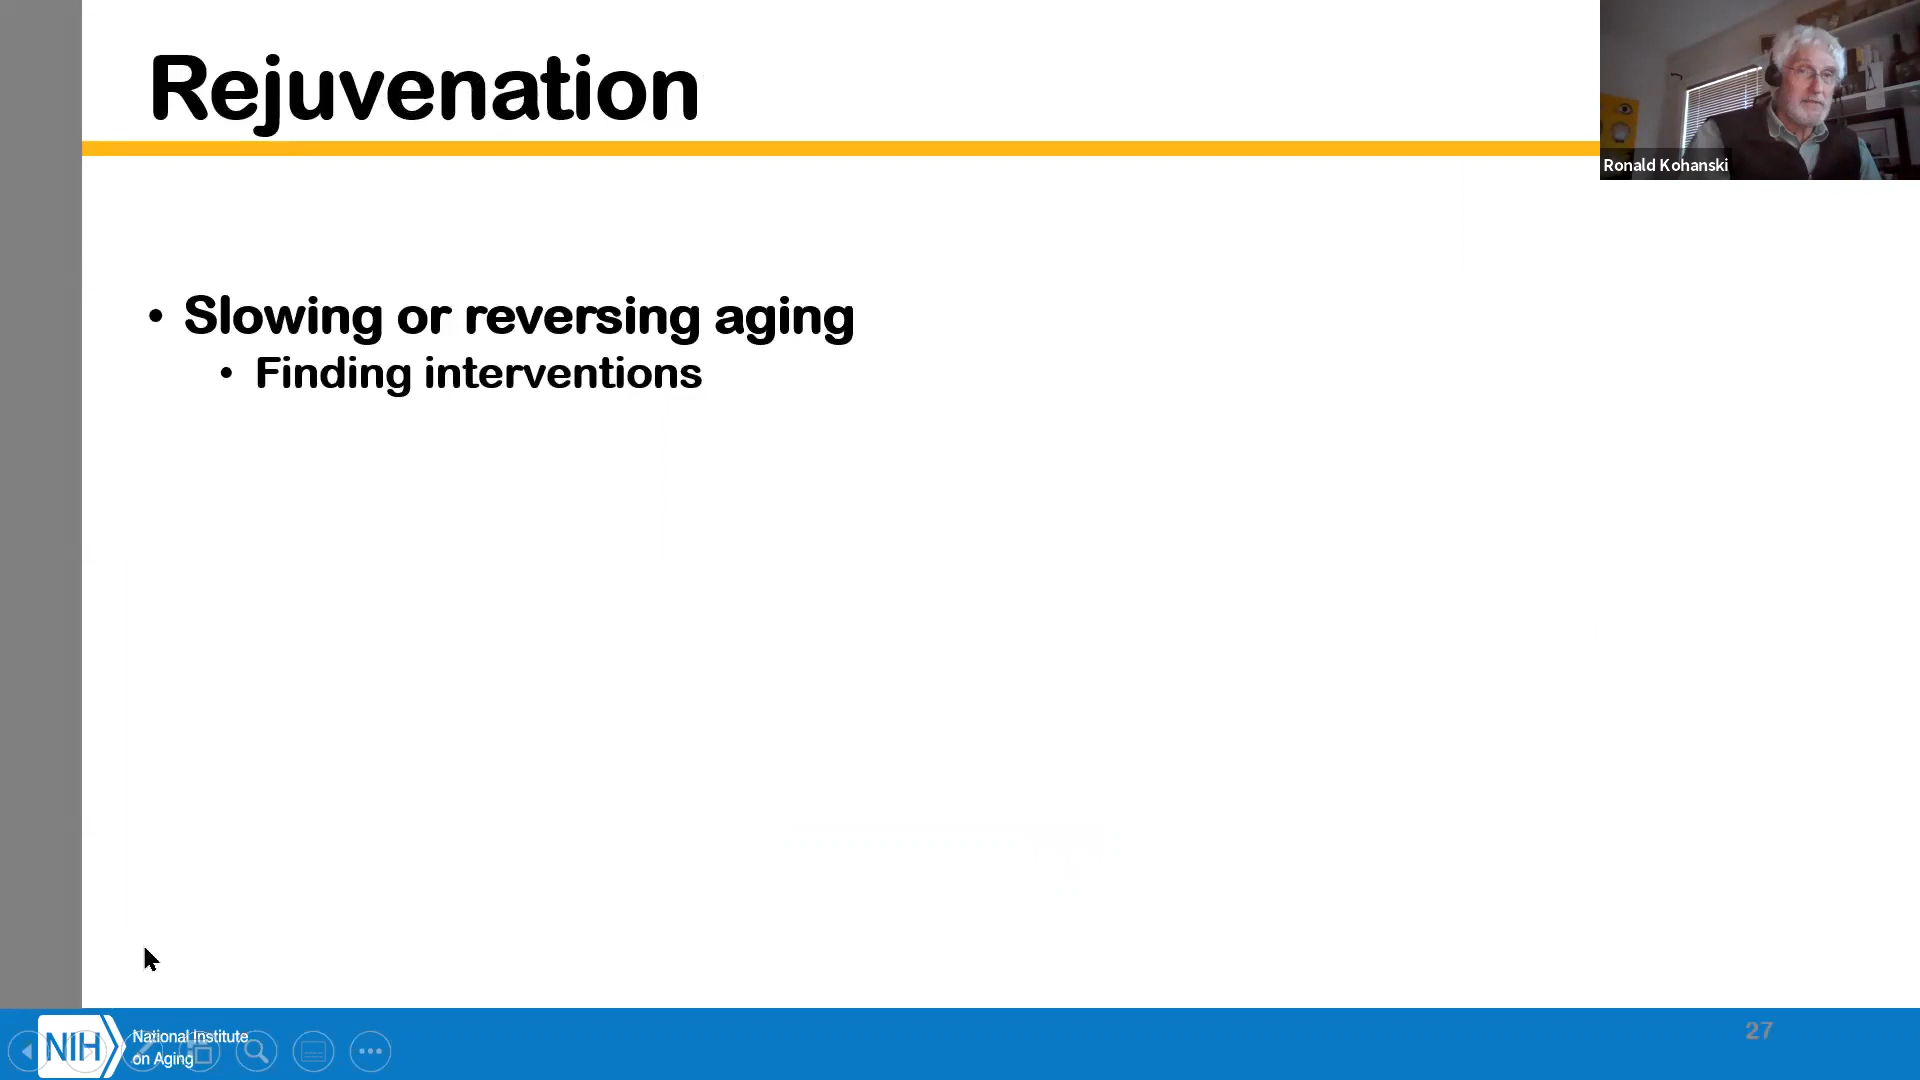 Rejuvenation
Ronald Kohanski
• Slowing or reversing aging
• Finding interventions
NIH
National Institute
on Aging
27